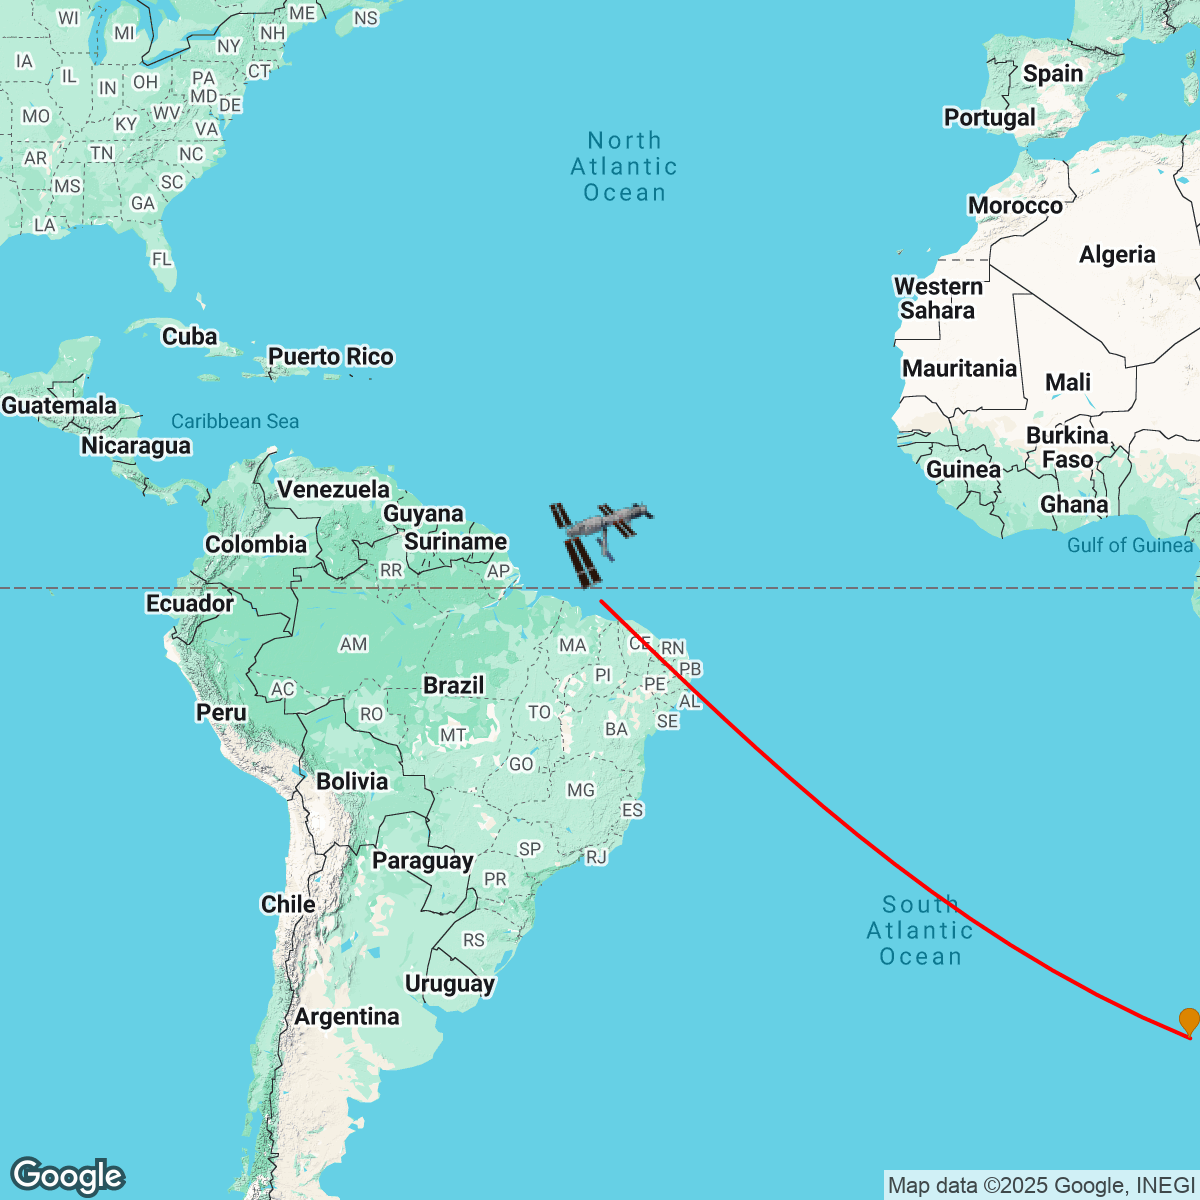 ME
NS
WI
MI
NH
NY
IA
IL
IN
OH
PA
CT
MD
DE
MO
WV
KY
VA
AR
TN
NC
MS
SC
GA
LA
FL
North
Atlantic
Ocean
Spain
Portugal
Morocco
Algeria
Western
Sahara
Mauritania
Mali
Burkina
Faso
Guinea
Ghana
Gulf of Guinea
Cuba
Puerto Rico
Guatemala
Caribbean Sea
Nicaragua
Venezuela
Guyana
Colombia
Suriname
RR
AP
Ecuador
AM
MA
CE
RN
PI
PB
PE
AC
Brazil
AL
Peru
RO
TO
SE
MT
BA
GO
Bolivia
MG
ES
SP
RJ
Paraguay
PR
Chile
RS
South
Atlantic
Ocean
Uruguay
Argentina
Google
Map data ©2025 Google, INEGI